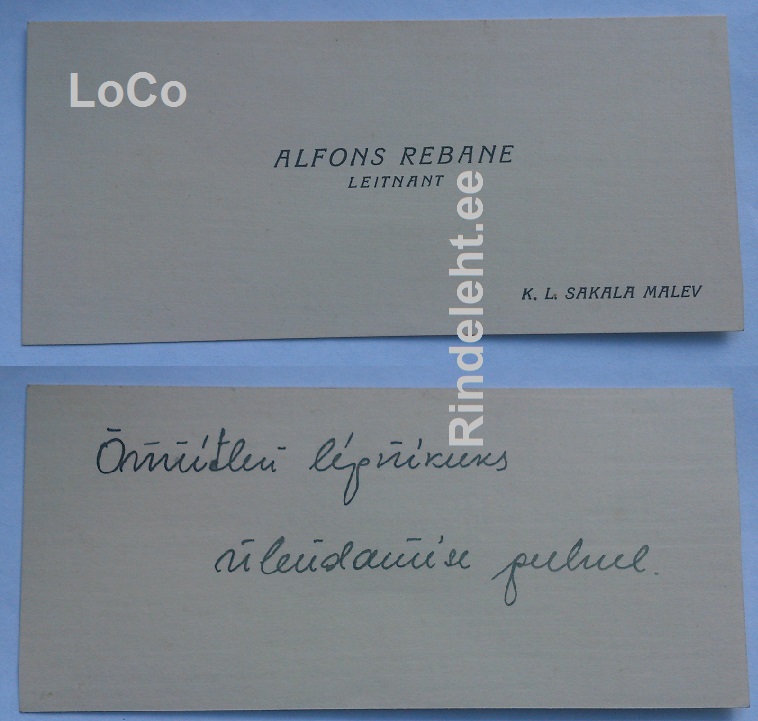 LoCo
ALFONS REBANE
LEITNANT
K. L. SAKALA MALEV
Rindeleht.ee
Õnnitlen lipnikuks
ülendamise puhul.